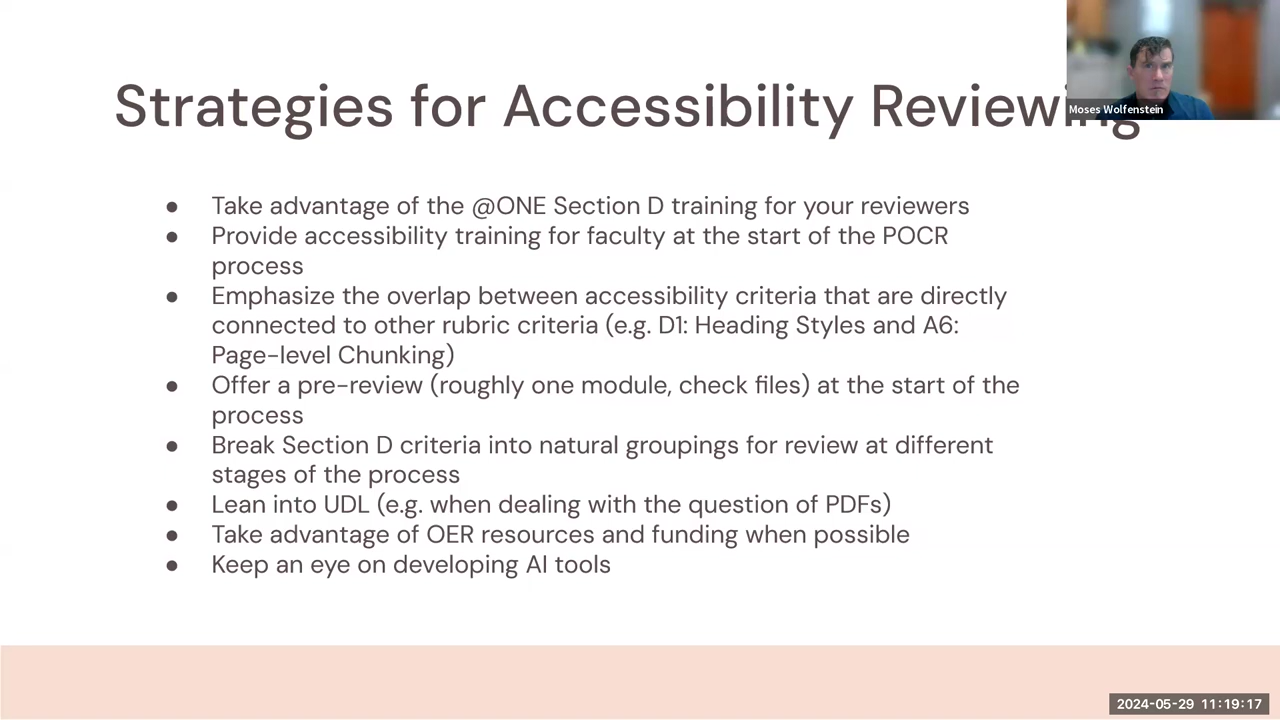 Strategies for Accessibility Reviewing
Moses Wolfenstein
● Take advantage of the @ONE Section D training for your reviewers
● Provide accessibility training for faculty at the start of the POCR
process
● Emphasize the overlap between accessibility criteria that are directly
connected to other rubric criteria (e.g. D1: Heading Styles and A6:
Page-level Chunking)
● Offer a pre-review (roughly one module, check files) at the start of the
process
● Break Section D criteria into natural groupings for review at different
stages of the process
● Lean into UDL (e.g. when dealing with the question of PDFs)
● Take advantage of OER resources and funding when possible
● Keep an eye on developing AI tools
2024-05-29 11:19:17